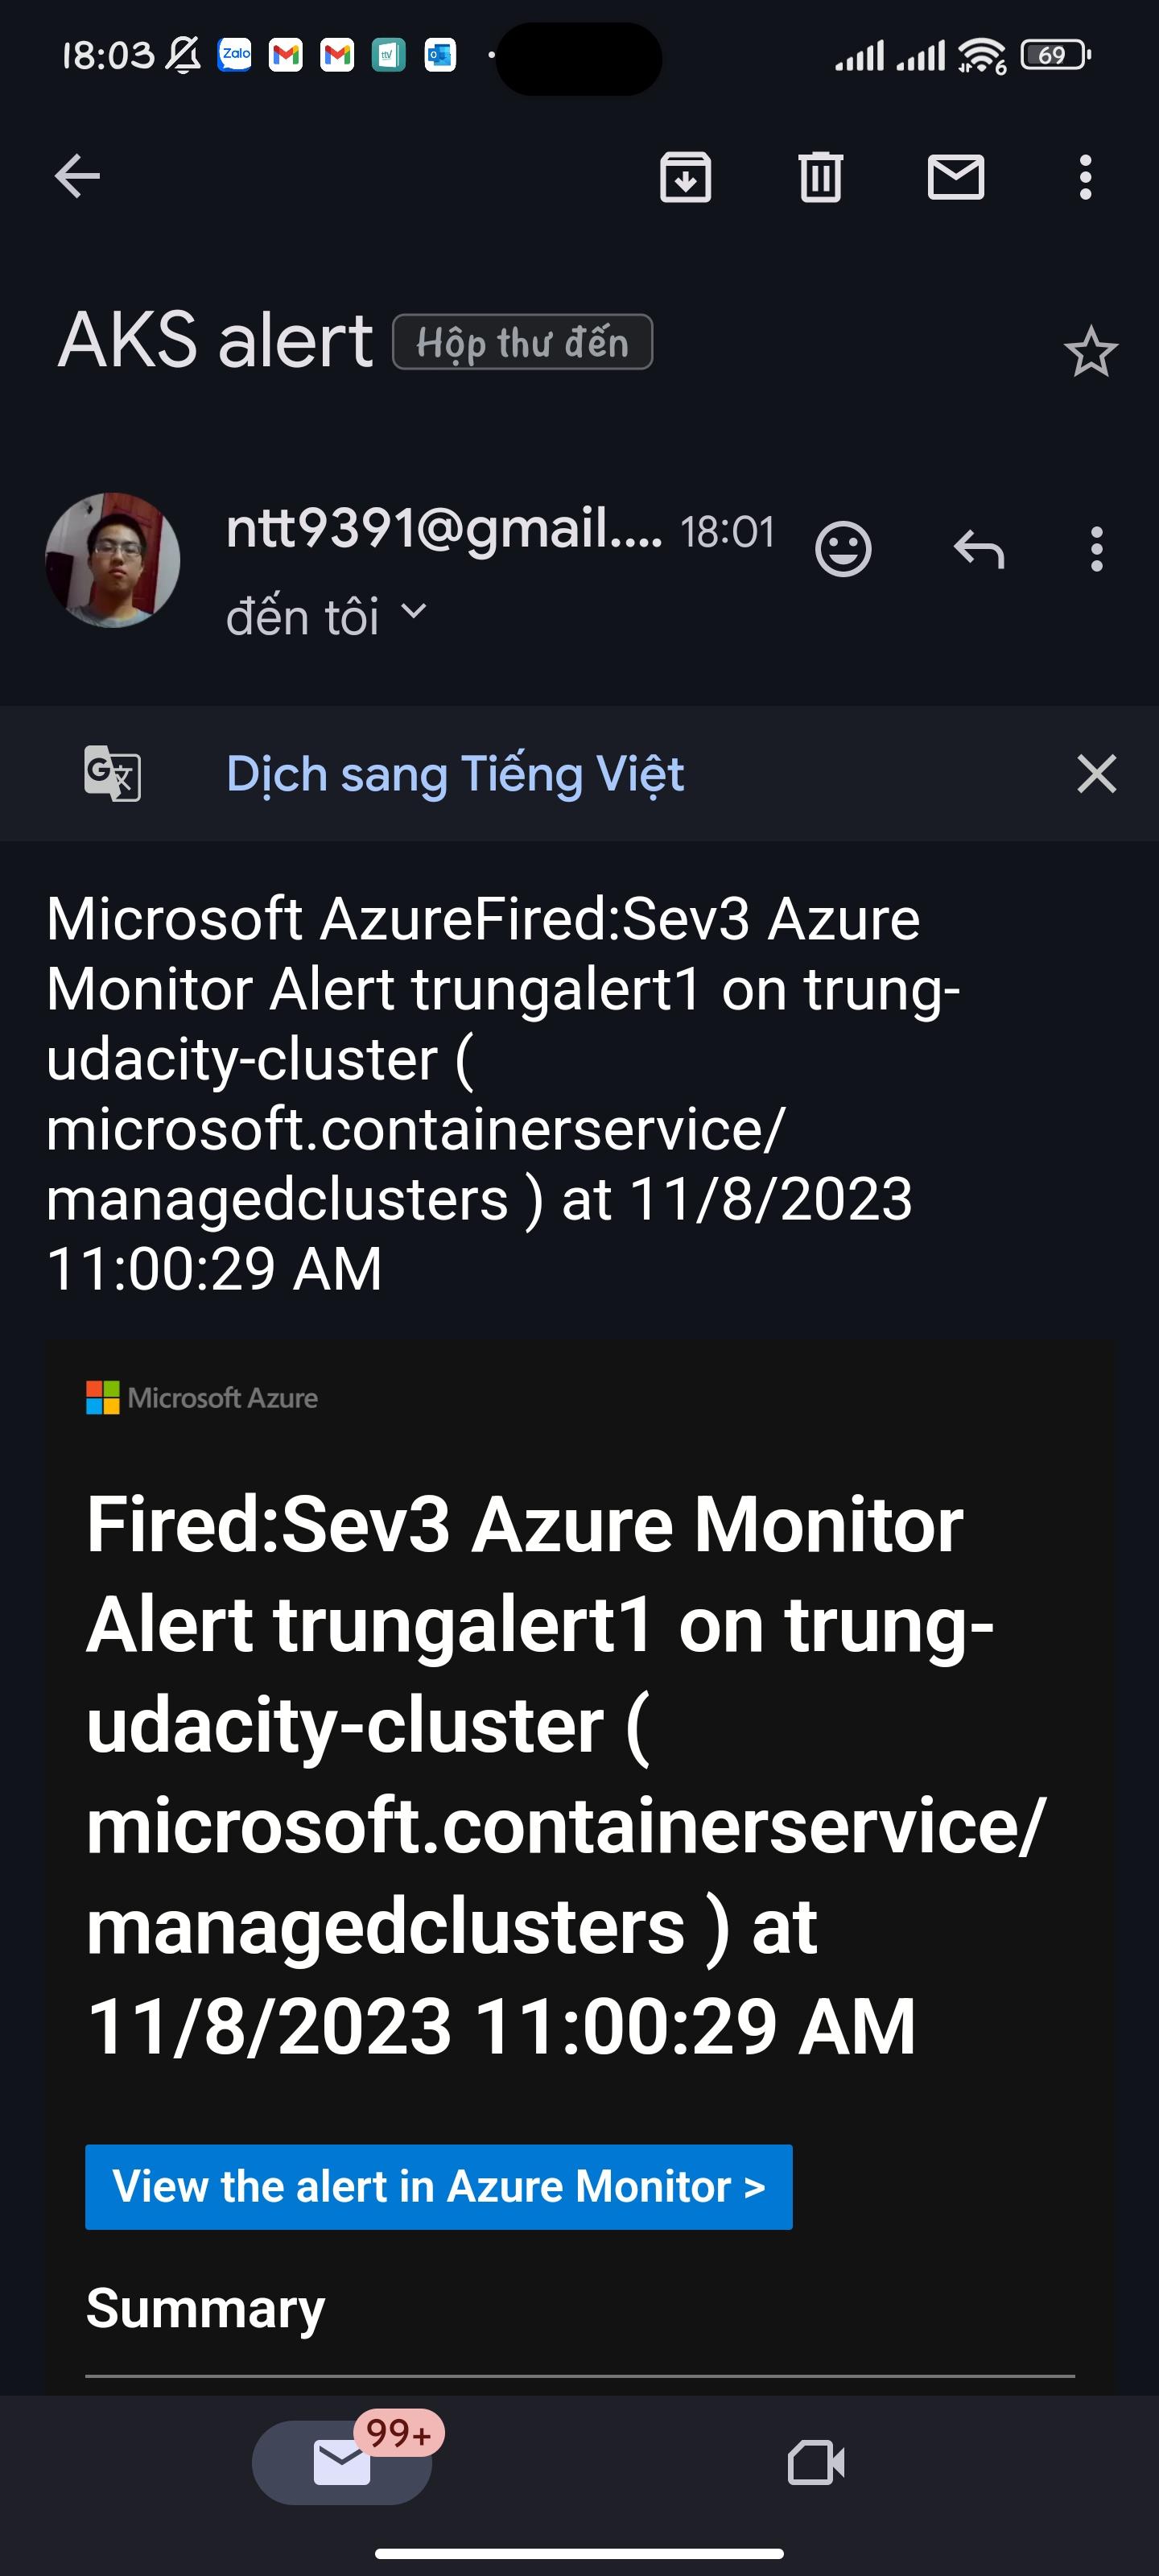 18:03 Zalo 6 69
AKS alert Hộp thư đến
ntt9391@gmail.... 18:01
đến tôi
G文 Dịch sang Tiếng Việt
Microsoft AzureFired:Sev3 Azure
Monitor Alert trungalert1 on trung-
udacity-cluster (
microsoft.containerservice/
managedclusters ) at 11/8/2023
11:00:29 AM
Microsoft Azure
Fired:Sev3 Azure Monitor
Alert trungalert1 on trung-
udacity-cluster (
microsoft.containerservice/
managedclusters ) at
11/8/2023 11:00:29 AM
View the alert in Azure Monitor >
Summary
99+